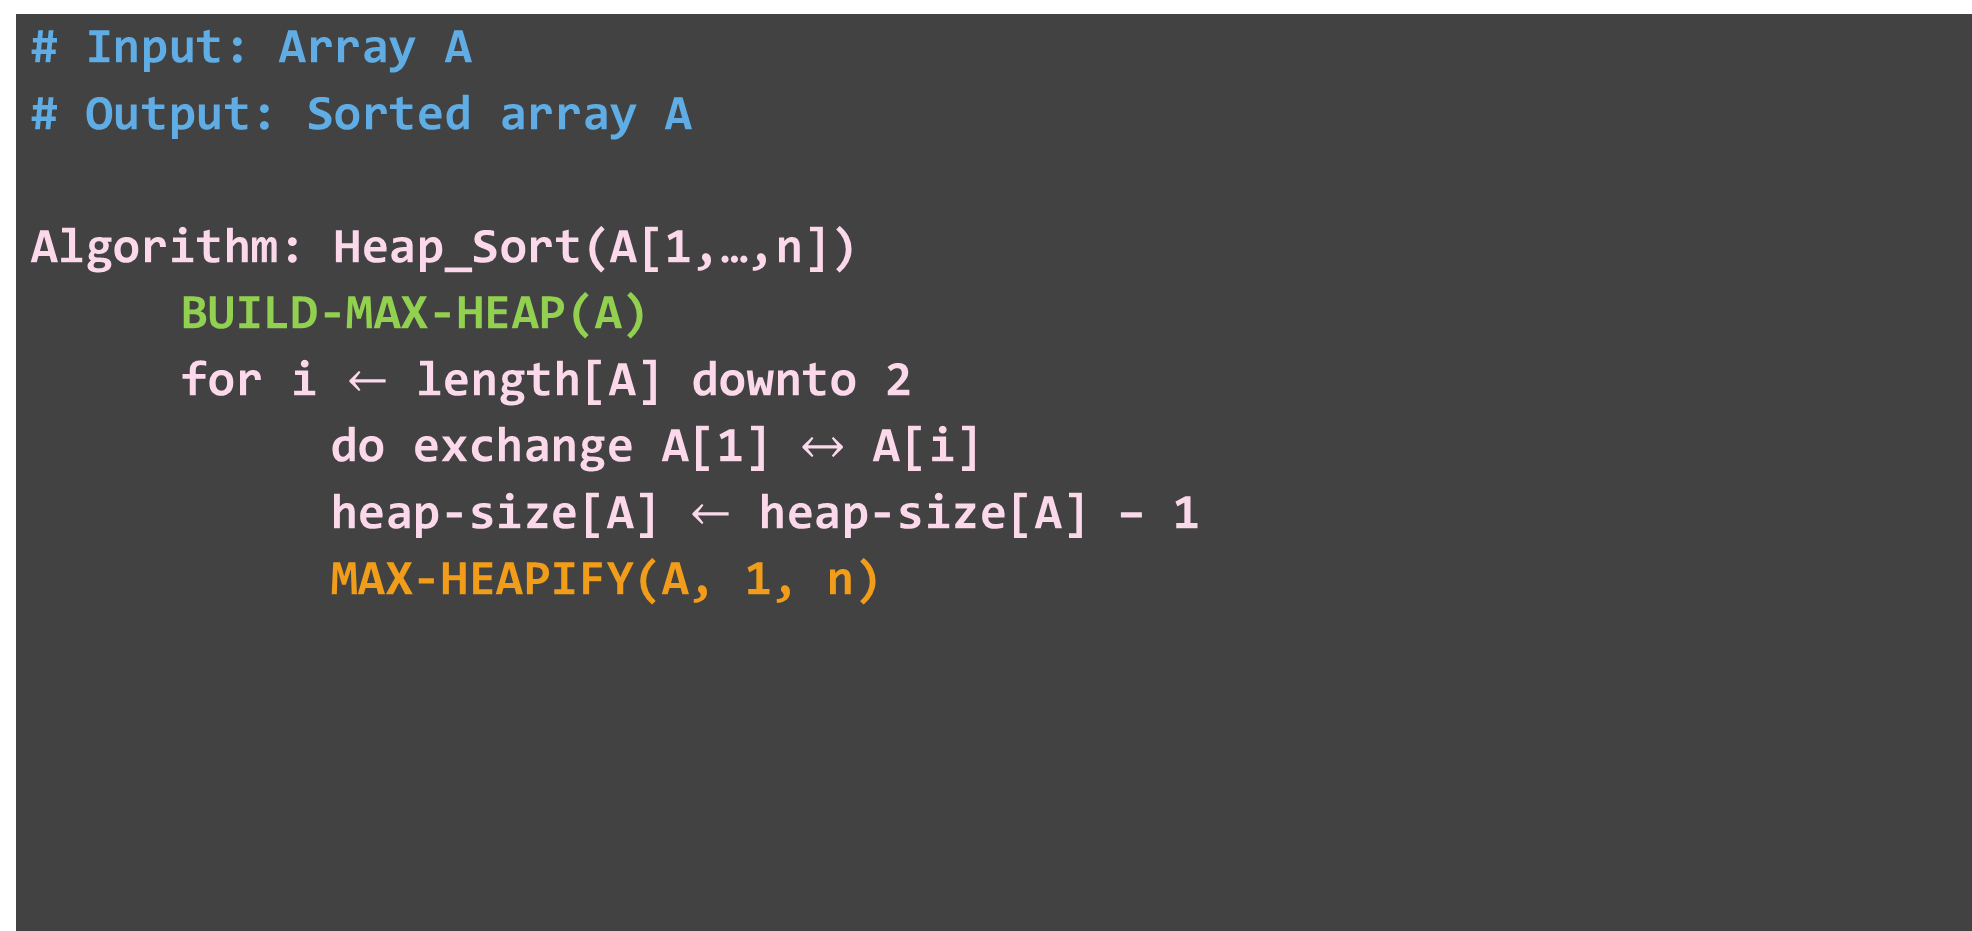 # Input: Array A
# Output: Sorted array A
Algorithm: Heap_Sort(A[1,…,n])
BUILD-MAX-HEAP(A)
for i ← length[A] downto 2
do exchange A[1] ↔ A[i]
heap-size[A] ← heap-size[A] – 1
MAX-HEAPIFY(A, 1, n)